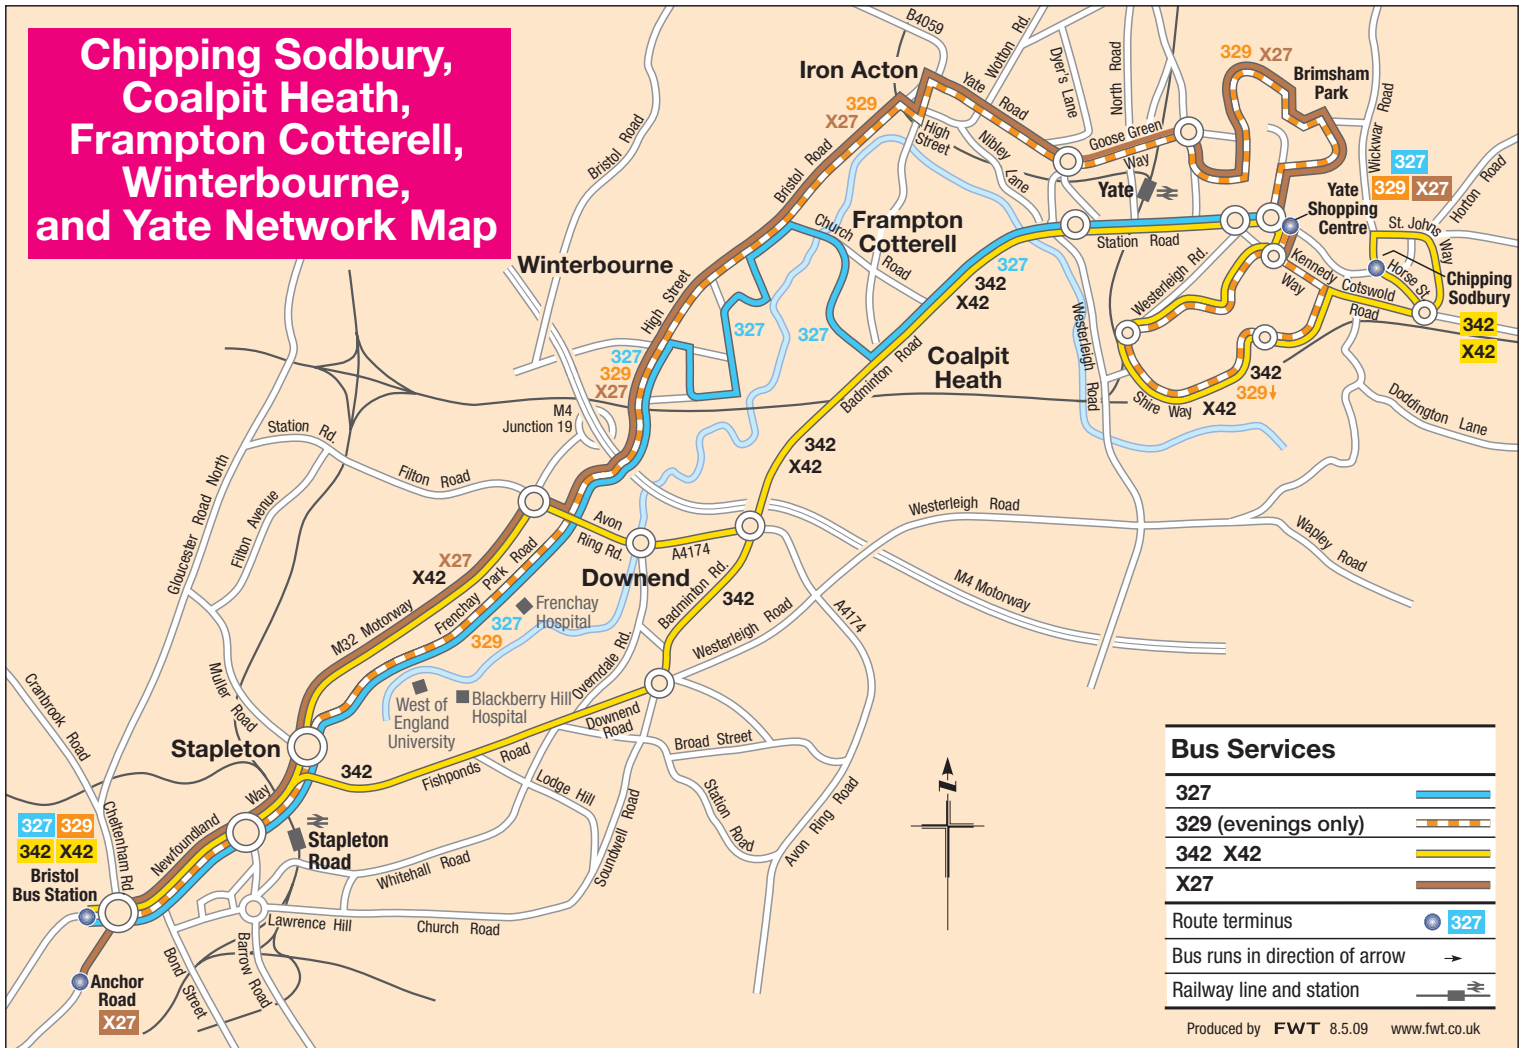 Chipping Sodbury,
Coalpit Heath,
Frampton Cotterell,
Winterbourne,
and Yate Network Map
B4059
Wotton Rd.
Dyer's Lane
North Road
Iron Acton
Yate Road
329 X27
Brimsham
Park
329
X27
High
Street
Nibley Lane
Goose Green
Way
Wickwar Road
327
329 X27
Horton Road
Bristol Road
Bristol Road
Yate
Yate
Shopping
Centre
St. Johns Way
Church Road
Frampton
Cotterell
Station Road
Westerleigh Rd.
Kennedy
Way
Horse St.
Chipping
Sodbury
Cotswold
Road
342
X42
Winterbourne
High Street
327
342
X42
327
327
327
329
X27
Badminton Road
Coalpit
Heath
Westerleigh Road
342
329
Shire Way
X42
Doddington Lane
M4
Junction 19
Station Rd.
Filton Road
Gloucester Road North
Filton Avenue
342
X42
Westerleigh Road
Wapley Road
Avon
Ring Rd.
A4174
X27
X42
Frenchay Park Road
Downend
Badminton Rd.
342
M4 Motorway
M32 Motorway
327
329
Frenchay
Hospital
Westerleigh Road
A4174
Overndale Rd.
Muller Road
Cranbrook Road
West of
England
University
Blackberry Hill
Hospital
Downend
Road
Broad Street
Stapleton
342
Fishponds Road
Lodge Hill
Station Road
Avon Ring Road
Soundwell Road
Cheltenham Rd
Newfoundland Way
327 329
342 X42
Bristol
Bus Station
Stapleton
Road
Whitehall Road
Lawrence Hill
Church Road
Barrow Road
Bond Street
Anchor
Road
X27
Bus Services
327
329 (evenings only)
342 X42
X27
Route terminus
327
Bus runs in direction of arrow
Railway line and station
Produced by FWT 8.5.09 www.fwt.co.uk